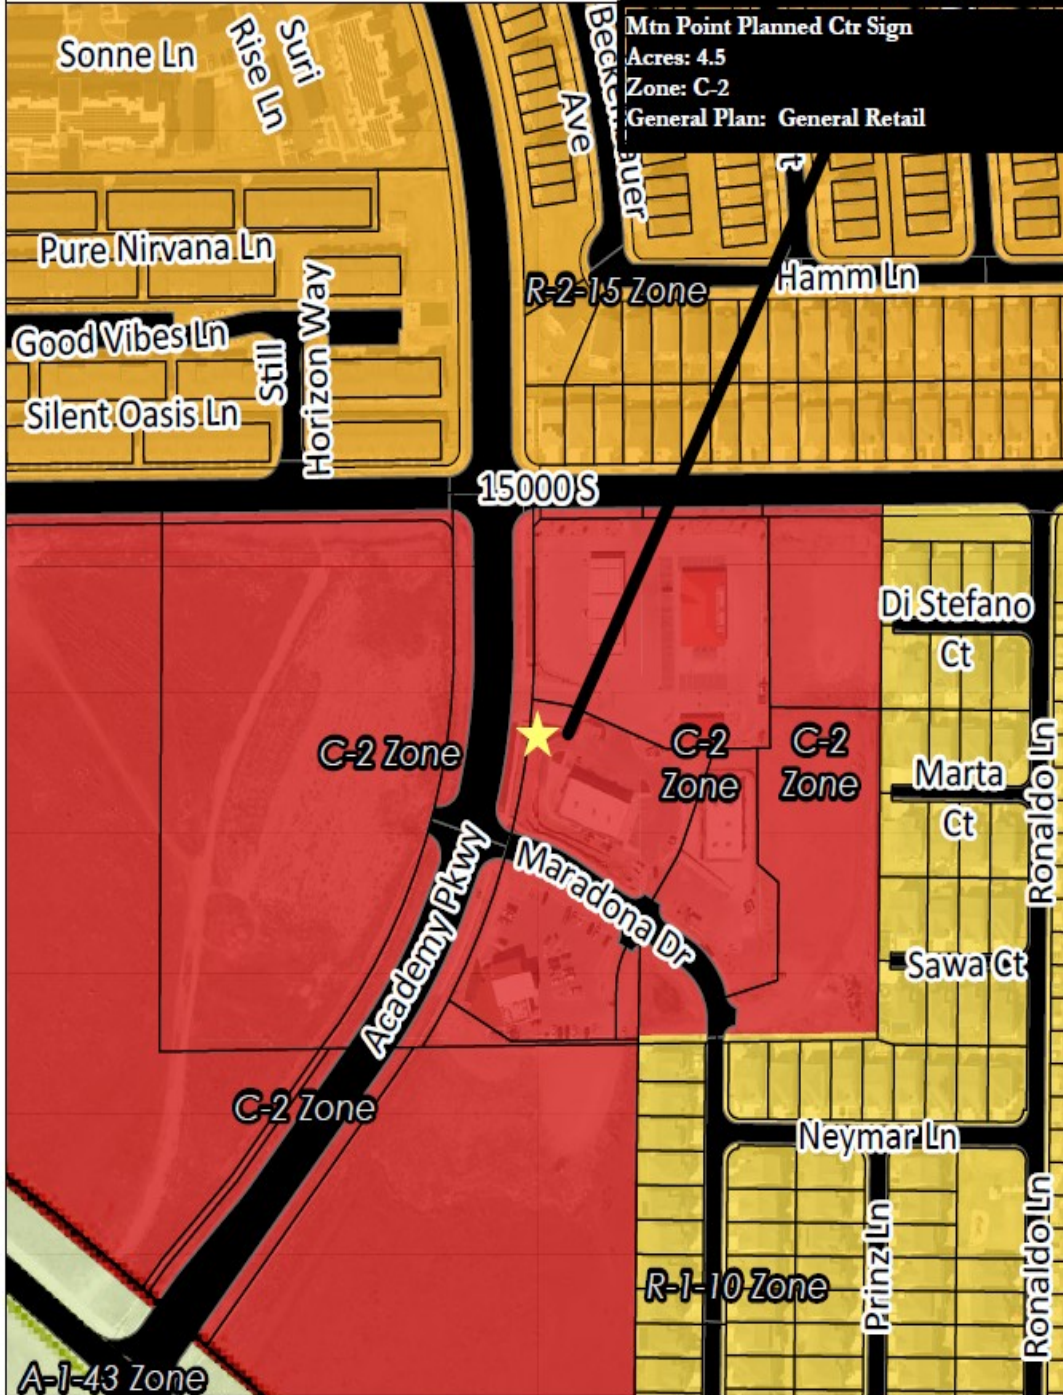 Mtn Point Planned Ctr Sign
Acres: 4.5
Zone: C-2
General Plan: General Retail
Sonne Ln
Suri
Rise Ln
Ave
Pure Nirvana Ln
R-2-15 Zone
Hamm Ln
Good Vibes Ln
Still
Horizon Way
Silent Oasis Ln
15000 S
Di Stefano
Ct
C-2 Zone
C-2
Zone
C-2
Zone
Marta
Ct
Ronaldo Ln
Maradona Dr
Academy Pkwy
Sawa Ct
C-2 Zone
Neymar Ln
Prinz Ln
Ronaldo Ln
R-1-10 Zone
A-1-43 Zone